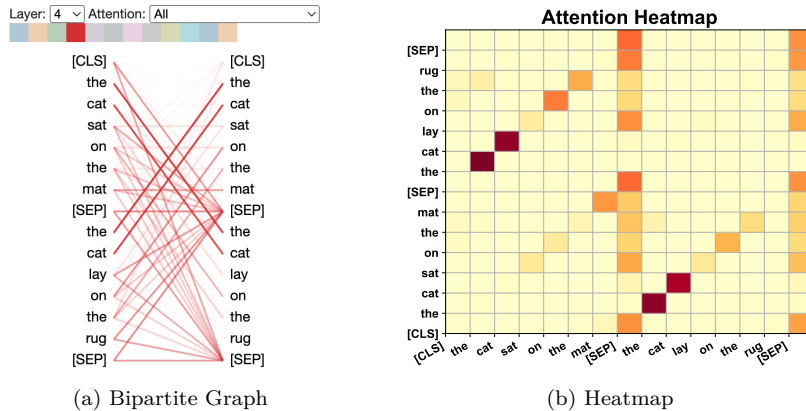 Layer: 4 Attention: All
[CLS] [CLS]
the the
cat cat
sat sat
on on
the the
mat mat
[SEP] [SEP]
the the
cat cat
lay lay
on on
the the
rug rug
[SEP] [SEP]
(a) Bipartite Graph
Attention Heatmap
[SEP]
rug
the
on
lay
cat
the
[SEP]
mat
the
on
sat
cat
the
[CLS]
[CLS] the cat sat on the mat [SEP] the cat lay on the rug [SEP]
(b) Heatmap